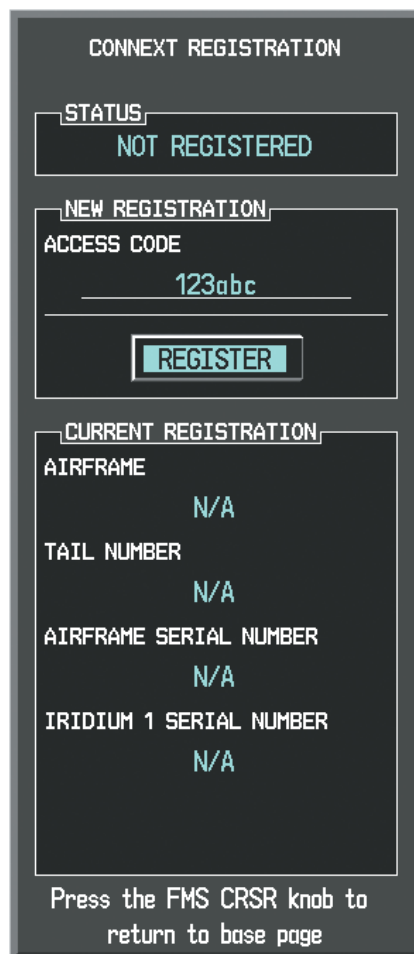 CONNEXT REGISTRATION
STATUS
NOT REGISTERED
NEW REGISTRATION
ACCESS CODE
123abc
REGISTER
CURRENT REGISTRATION
AIRFRAME
N/A
TAIL NUMBER
N/A
AIRFRAME SERIAL NUMBER
N/A
IRIDIUM 1 SERIAL NUMBER
N/A
Press the FMS CRSR knob to
return to base page